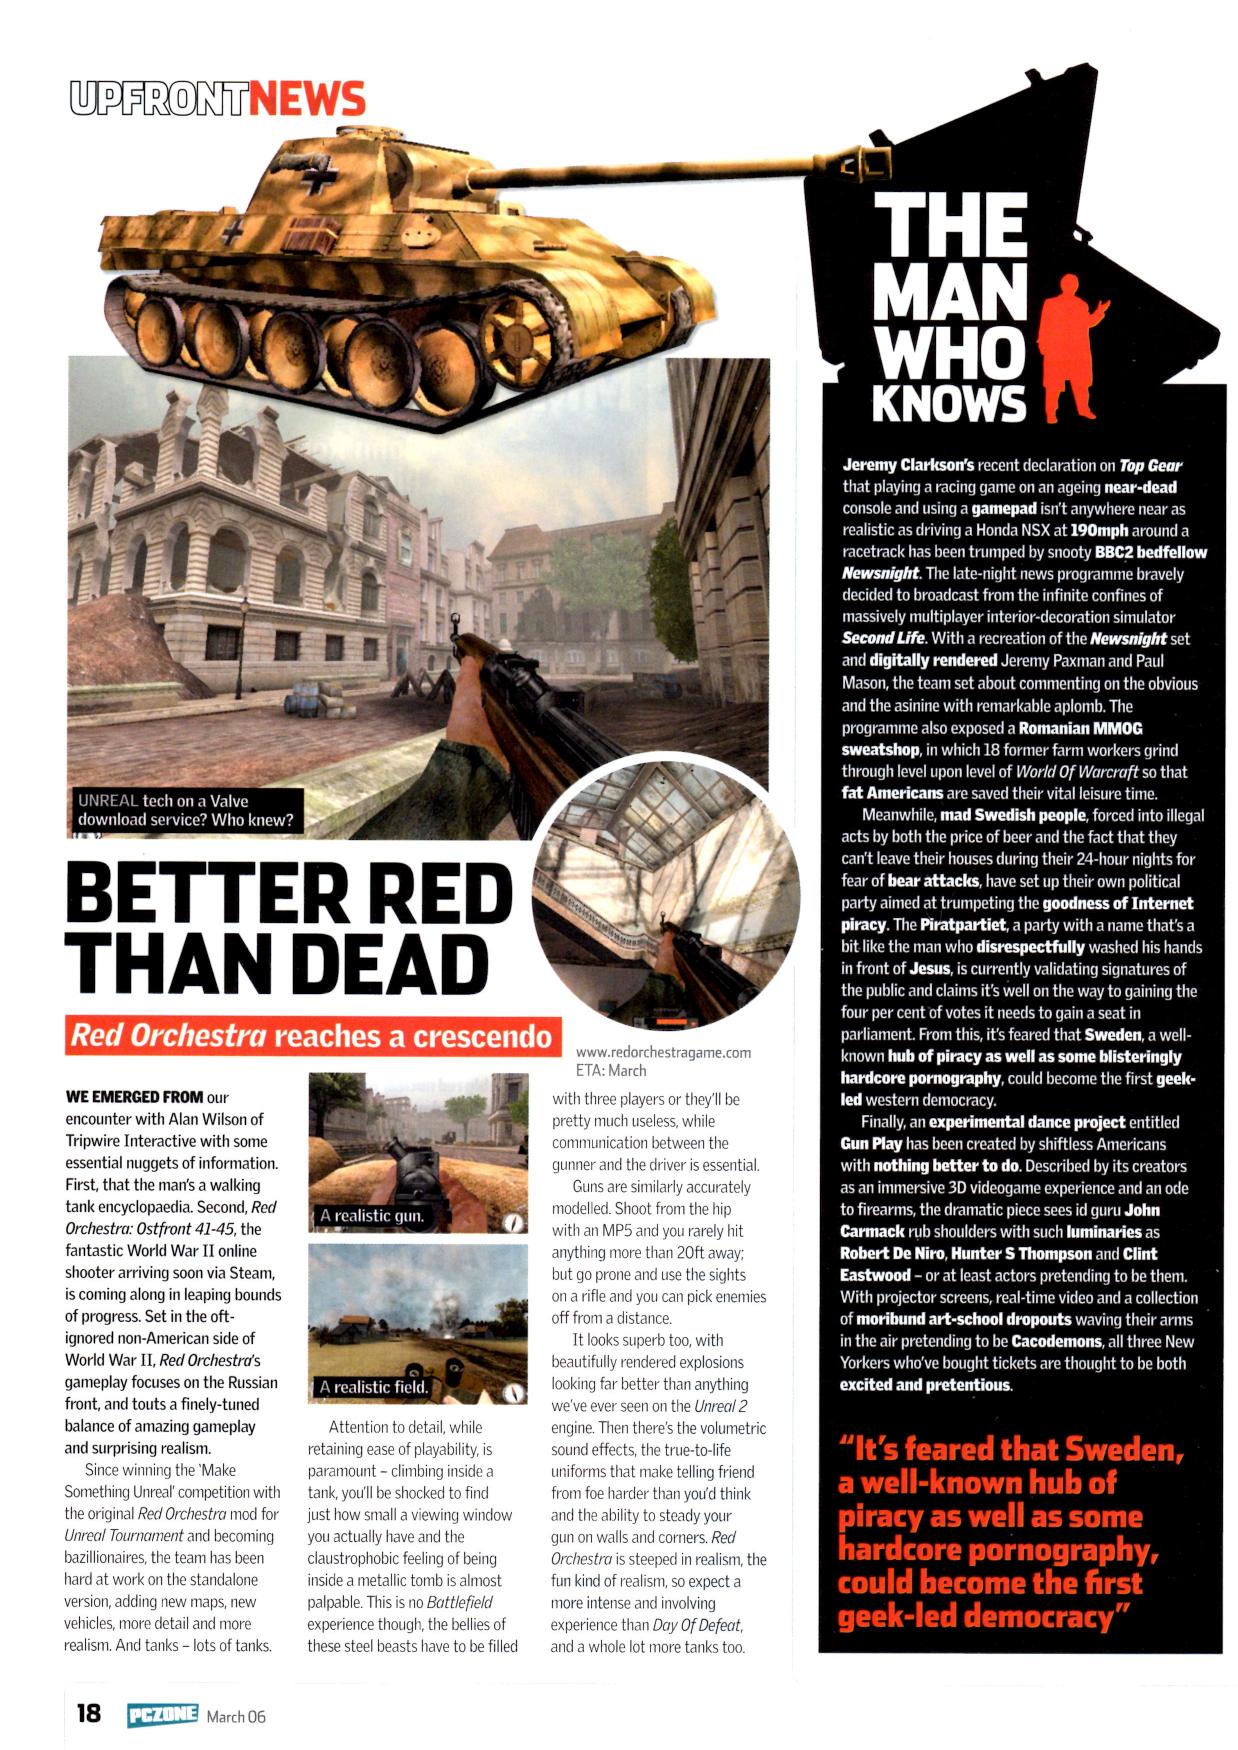 UPFRONTNEWS
UNREAL tech on a Valve
download service? Who knew?
BETTER RED
THAN DEAD
Red Orchestra reaches a crescendo
www.redorchestragame.com
ETA: March
WE EMERGED FROM our
encounter with Alan Wilson of
Tripwire Interactive with some
essential nuggets of information.
First, that the man's a walking
tank encyclopaedia. Second, Red
Orchestra: Ostfront 41-45, the
fantastic World War II online
shooter arriving soon via Steam,
is coming along in leaping bounds
of progress. Set in the oft-
ignored non-American side of
World War II, Red Orchestra's
gameplay focuses on the Russian
front, and touts a finely-tuned
balance of amazing gameplay
and surprising realism.
Since winning the 'Make
Something Unreal' competition with
the original Red Orchestra mod for
Unreal Tournament and becoming
bazillionaires, the team has been
hard at work on the standalone
version, adding new maps, new
vehicles, more detail and more
realism. And tanks – lots of tanks.
A realistic gun.
A realistic field.
Attention to detail, while
retaining ease of playability, is
paramount – climbing inside a
tank, you'll be shocked to find
just how small a viewing window
you actually have and the
claustrophobic feeling of being
inside a metallic tomb is almost
palpable. This is no Battlefield
experience though, the bellies of
these steel beasts have to be filled
with three players or they'll be
pretty much useless, while
communication between the
gunner and the driver is essential.
Guns are similarly accurately
modelled. Shoot from the hip
with an MP5 and you rarely hit
anything more than 20ft away;
but go prone and use the sights
on a rifle and you can pick enemies
off from a distance.
It looks superb too, with
beautifully rendered explosions
looking far better than anything
we've ever seen on the Unreal 2
engine. Then there's the volumetric
sound effects, the true-to-life
uniforms that make telling friend
from foe harder than you'd think
and the ability to steady your
gun on walls and corners. Red
Orchestra is steeped in realism, the
fun kind of realism, so expect a
more intense and involving
experience than Day Of Defeat,
and a whole lot more tanks too.
THE
MAN
WHO
KNOWS
Jeremy Clarkson's recent declaration on Top Gear
that playing a racing game on an ageing near-dead
console and using a gamepad isn't anywhere near as
realistic as driving a Honda NSX at 190mph around a
racetrack has been trumped by snooty BBC2 bedfellow
Newsnight. The late-night news programme bravely
decided to broadcast from the infinite confines of
massively multiplayer interior-decoration simulator
Second Life. With a recreation of the Newsnight set
and digitally rendered Jeremy Paxman and Paul
Mason, the team set about commenting on the obvious
and the asinine with remarkable aplomb. The
programme also exposed a Romanian MMOG
sweatshop, in which 18 former farm workers grind
through level upon level of World Of Warcraft so that
fat Americans are saved their vital leisure time.
Meanwhile, mad Swedish people, forced into illegal
acts by both the price of beer and the fact that they
can't leave their houses during their 24-hour nights for
fear of bear attacks, have set up their own political
party aimed at trumpeting the goodness of Internet
piracy. The Piratpartiet, a party with a name that's a
bit like the man who disrespectfully washed his hands
in front of Jesus, is currently validating signatures of
the public and claims it's well on the way to gaining the
four per cent of votes it needs to gain a seat in
parliament. From this, it's feared that Sweden, a well-
known hub of piracy as well as some blisteringly
hardcore pornography, could become the first geek-
led western democracy.
Finally, an experimental dance project entitled
Gun Play has been created by shiftless Americans
with nothing better to do. Described by its creators
as an immersive 3D videogame experience and an ode
to firearms, the dramatic piece sees id guru John
Carmack rub shoulders with such luminaries as
Robert De Niro, Hunter S Thompson and Clint
Eastwood – or at least actors pretending to be them.
With projector screens, real-time video and a collection
of moribund art-school dropouts waving their arms
in the air pretending to be Cacodemons, all three New
Yorkers who've bought tickets are thought to be both
excited and pretentious.
"It's feared that Sweden,
a well-known hub of
piracy as well as some
hardcore pornography,
could become the first
geek-led democracy"
18 PCZONE March 06